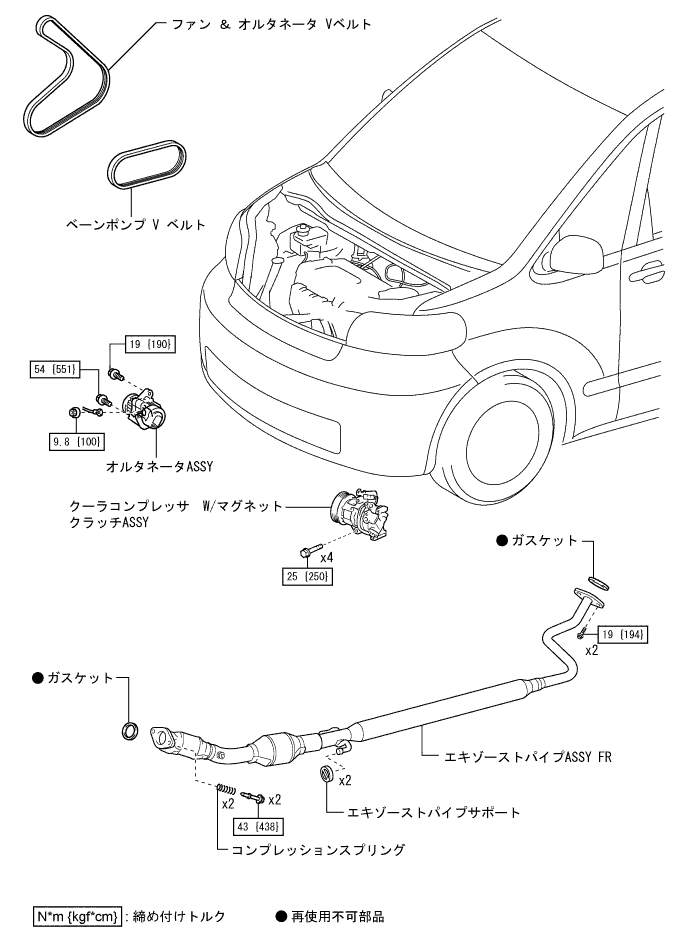 ファン & オルタネータ Vベルト
ベーンポンプ V ベルト
19 {190}
54 {551}
9.8 {100}
オルタネータASSY
クーラコンプレッサ W/マグネット
クラッチASSY
x4
25 {250}
●ガスケット
19 {194}
x2
●ガスケット
エキゾーストパイプASSY FR
x2
x2
x2
エキゾーストパイプサポート
43 {438}
コンプレッションスプリング
N*m {kgf*cm} : 締め付けトルク ●再使用不可部品